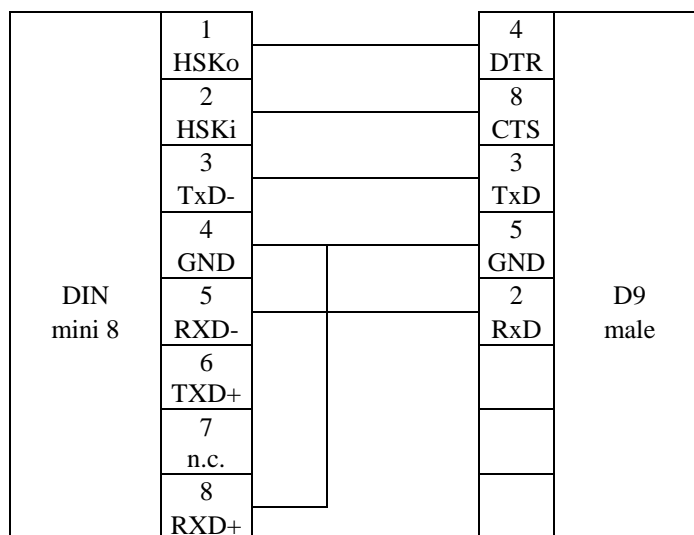 1
HSKo
4
DTR
2
HSKi
8
CTS
3
TxD-
3
TxD
4
GND
5
GND
DIN
mini 8
5
RXD-
2
RxD
D9
male
6
TXD+
7
n.c.
8
RXD+